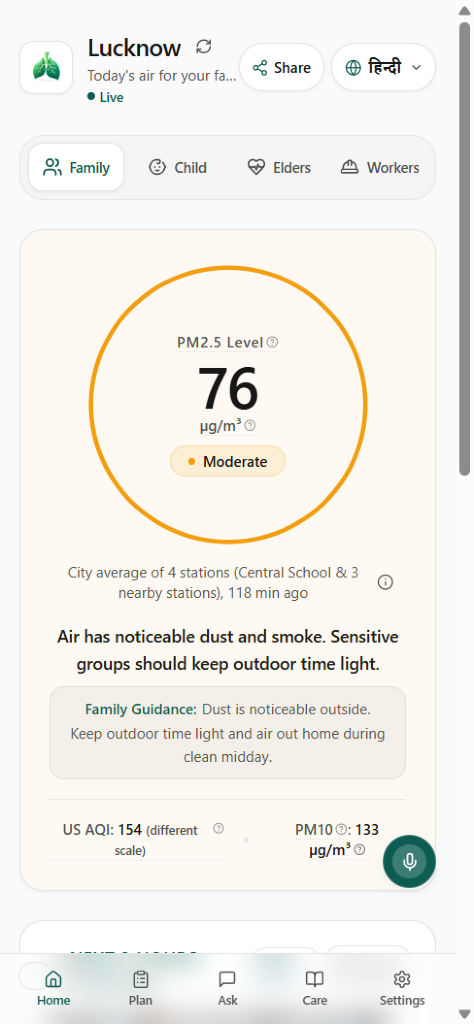 Lucknow
Today's air for your fa...
Live
Share
हिन्दी
Family
Child
Elders
Workers
PM2.5 Level
76
µg/m³
Moderate
City average of 4 stations (Central School & 3
nearby stations), 118 min ago
Air has noticeable dust and smoke. Sensitive
groups should keep outdoor time light.
Family Guidance: Dust is noticeable outside.
Keep outdoor time light and air out home during
clean midday.
US AQI: 154 (different
scale)
PM10: 133
µg/m³
Home
Plan
Ask
Care
Settings